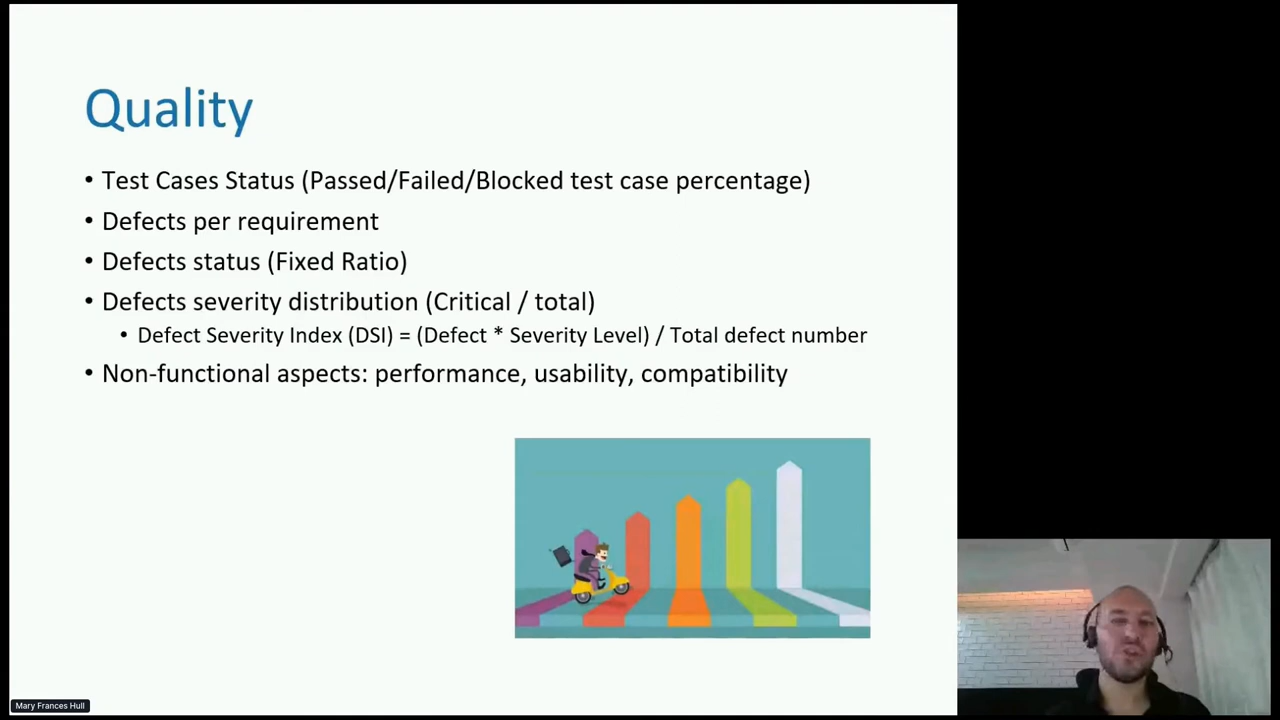 Quality
• Test Cases Status (Passed/Failed/Blocked test case percentage)
• Defects per requirement
• Defects status (Fixed Ratio)
• Defects severity distribution (Critical / total)
• Defect Severity Index (DSI) = (Defect * Severity Level) / Total defect number
• Non-functional aspects: performance, usability, compatibility
Mary Frances Hull